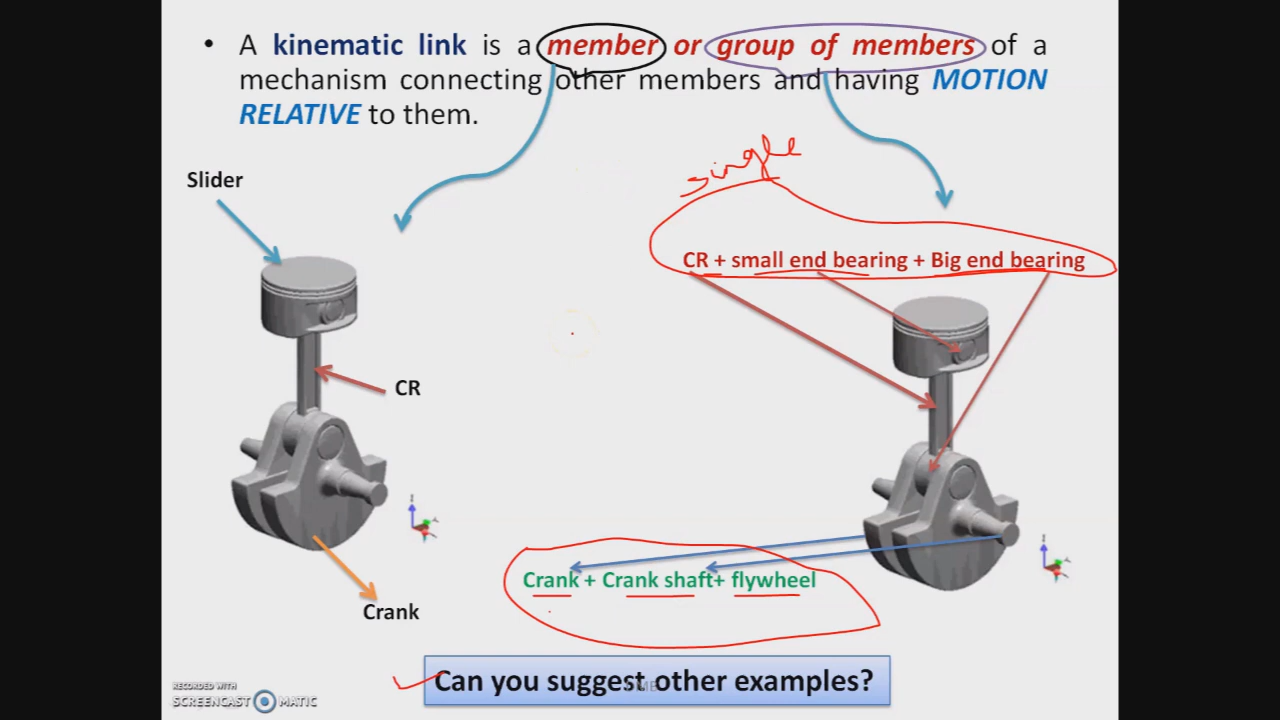 • A kinematic link is a member or group of members of a
mechanism connecting other members and having MOTION
RELATIVE to them.
single
Slider
CR + small end bearing + Big end bearing
CR
Crank + Crank shaft+ flywheel
Crank
Can you suggest other examples?
RECORDED WITH
SCREENCAST MATIC